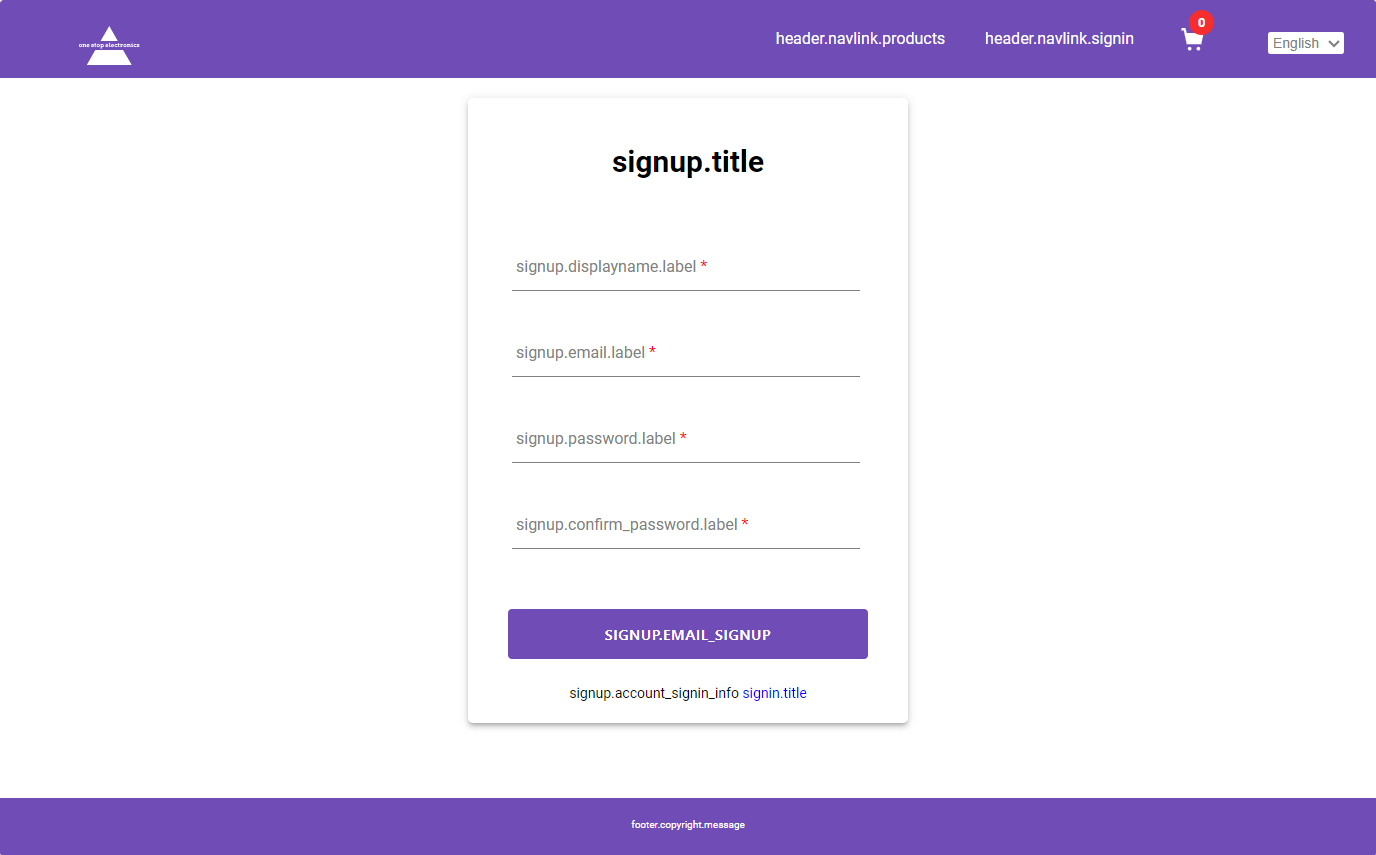 one stop electronics
header.navlink.products
header.navlink.signin
0
English
signup.title
signup.displayname.label *
signup.email.label *
signup.password.label *
signup.confirm_password.label *
SIGNUP.EMAIL_SIGNUP
signup.account_signin_info signin.title
footer.copyright.message